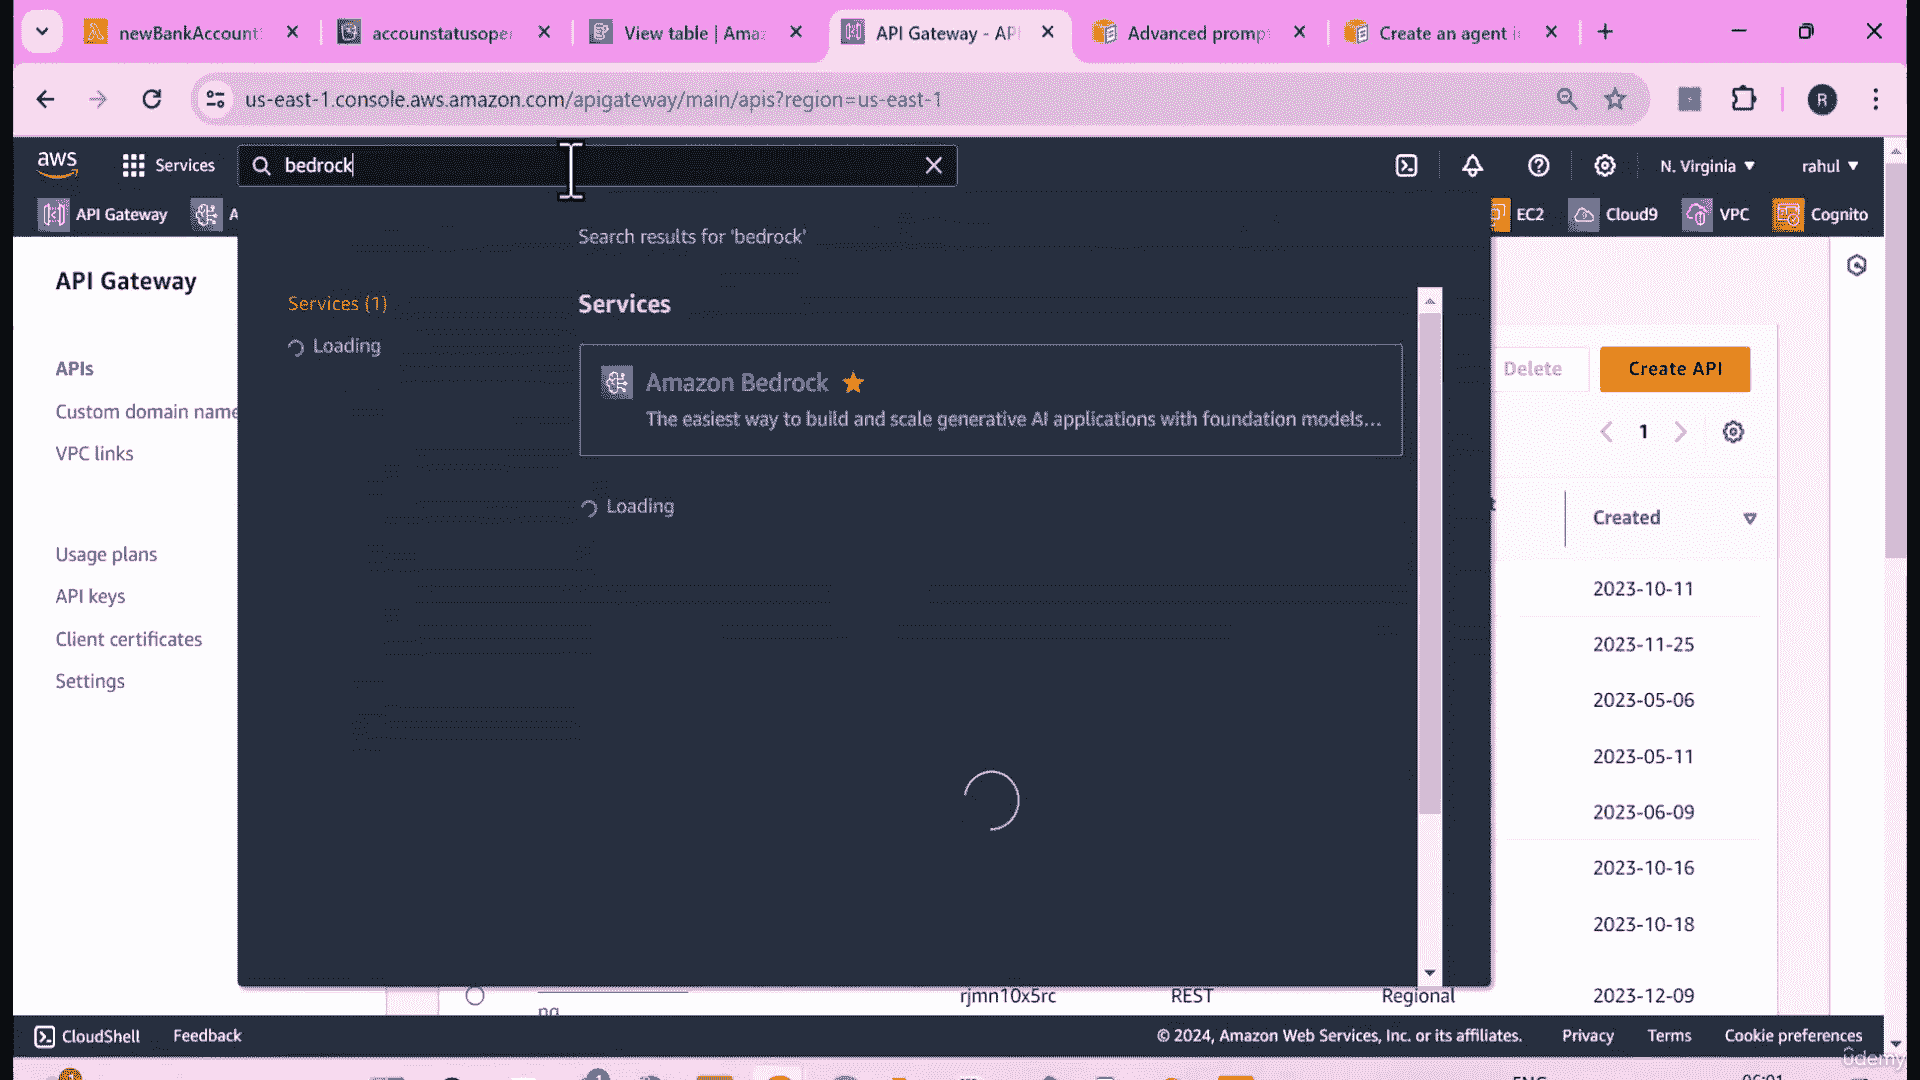 newBankAccount
accounstatusope
View table | Ama
API Gateway - AP
Advanced promp
Create an agent i
us-east-1.console.aws.amazon.com/apigateway/main/apis?region=us-east-1
R
aws
Services
bedrock
N. Virginia
rahul
API Gateway
A
EC2
Cloud9
VPC
Cognito
Search results for 'bedrock'
API Gateway
Services (1)
Loading
Services
Amazon Bedrock
The easiest way to build and scale generative AI applications with foundation models...
Loading
APIs
Custom domain name
VPC links
Usage plans
API keys
Client certificates
Settings
Delete
Create API
1
Created
2023-10-11
2023-11-25
2023-05-06
2023-05-11
2023-06-09
2023-10-16
2023-10-18
rjmn10x5rc
REST
Regional
2023-12-09
CloudShell
Feedback
© 2024, Amazon Web Services, Inc. or its affiliates.
Privacy
Terms
Cookie preferences
udemy